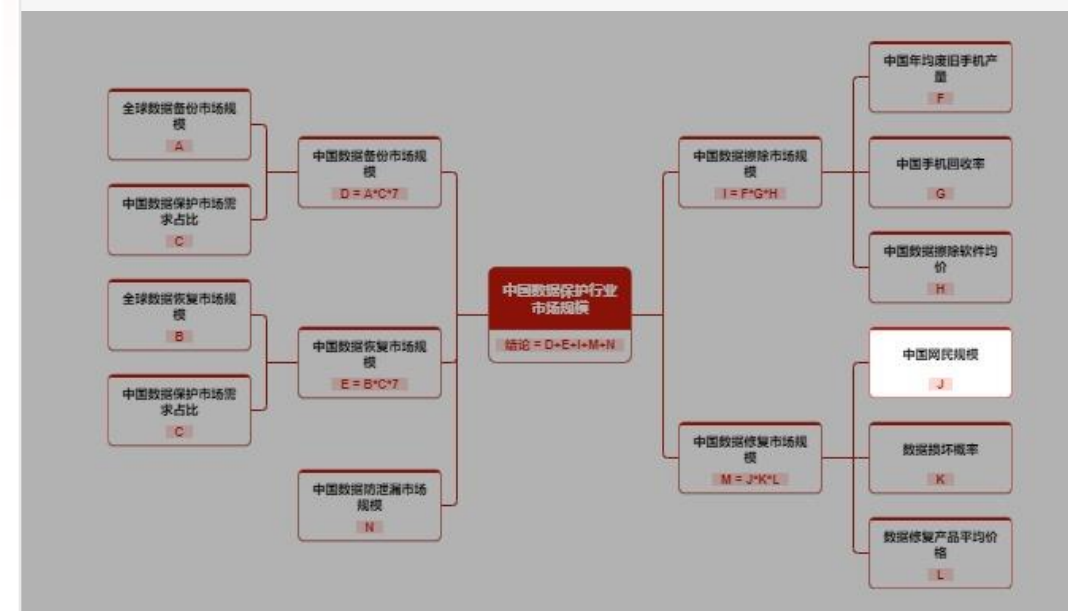 全球数据备份市场规
模
A
中国数据保护市场需
求占比
C
中国数据备份市场规
模
D = A*C*7
全球数据恢复市场规
模
B
中国数据保护市场需
求占比
C
中国数据恢复市场规
模
E = B*C*7
中国数据防泄漏市场
规模
N
中国数据保护行业
市场规模
结论 = D+E+I+M+N
中国数据擦除市场规
模
I = F*G*H
中国年均废旧手机产
量
F
中国手机回收率
G
中国数据擦除软件均
价
H
中国数据修复市场规
模
M = J*K*L
中国网民规模
J
数据损坏概率
K
数据修复产品平均价
格
L